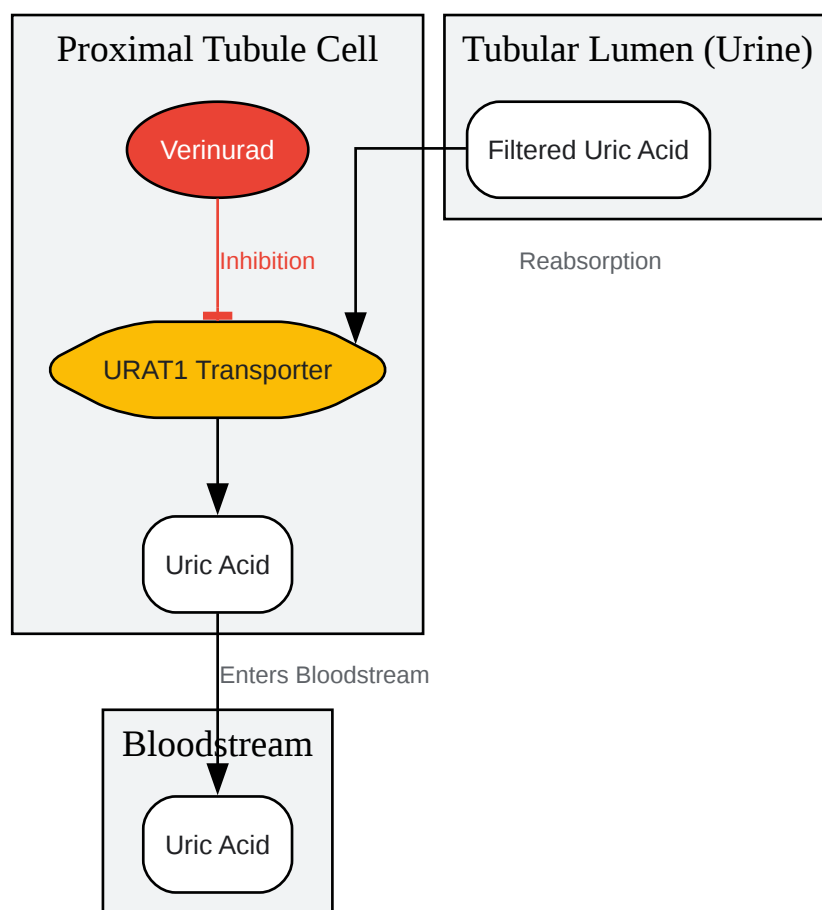 Proximal Tubule Cell
Tubular Lumen (Urine)
Verinurad
Filtered Uric Acid
Inhibition
Reabsorption
URAT1 Transporter
Uric Acid
Enters Bloodstream
Bloodstream
Uric Acid